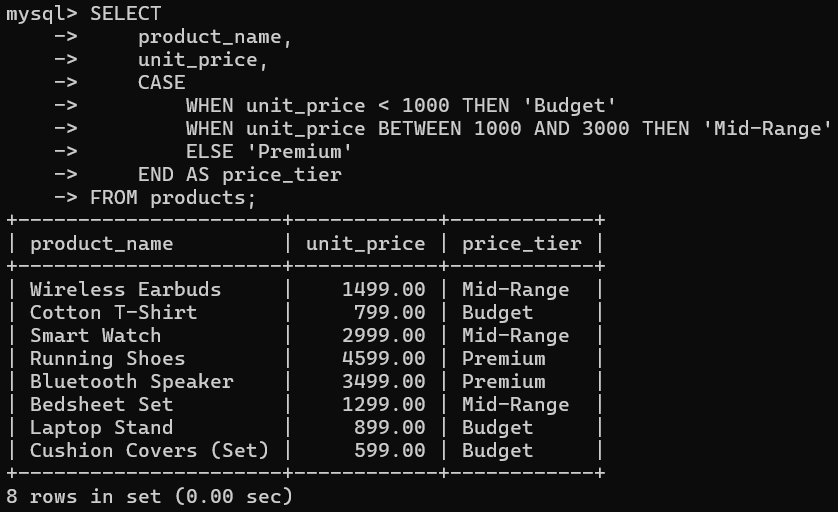 mysql> SELECT
    ->     product_name,
    ->     unit_price,
    ->     CASE
    ->         WHEN unit_price < 1000 THEN 'Budget'
    ->         WHEN unit_price BETWEEN 1000 AND 3000 THEN 'Mid-Range'
    ->         ELSE 'Premium'
    ->     END AS price_tier
    -> FROM products;
+----------------------+------------+------------+
| product_name         | unit_price | price_tier |
+----------------------+------------+------------+
| Wireless Earbuds     |    1499.00 | Mid-Range  |
| Cotton T-Shirt       |     799.00 | Budget     |
| Smart Watch          |    2999.00 | Mid-Range  |
| Running Shoes        |    4599.00 | Premium    |
| Bluetooth Speaker    |    3499.00 | Premium    |
| Bedsheet Set         |    1299.00 | Mid-Range  |
| Laptop Stand         |     899.00 | Budget     |
| Cushion Covers (Set) |     599.00 | Budget     |
+----------------------+------------+------------+
8 rows in set (0.00 sec)